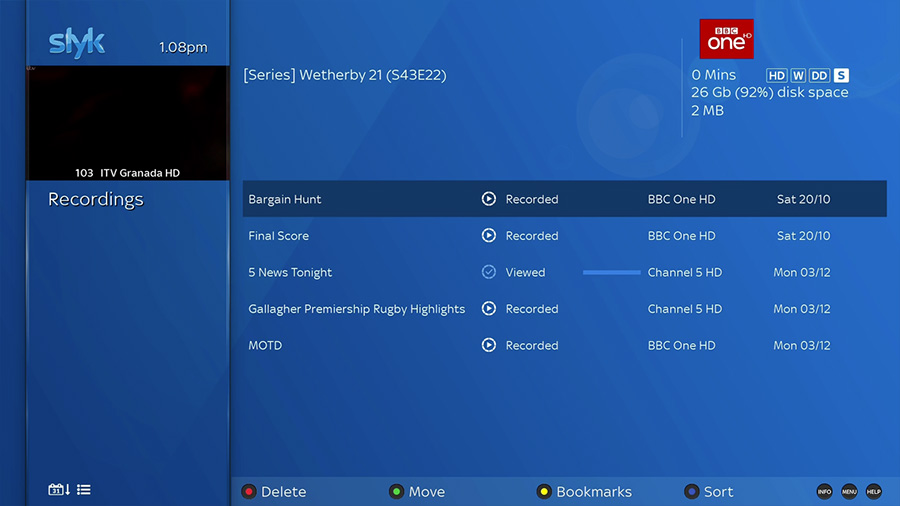 slyk
1.08pm
103 ITV Granada HD
Recordings
[Series] Wetherby 21 (S43E22)
BBC
one HD
0 Mins HD W DD S
26 Gb (92%) disk space
2 MB
Bargain Hunt Recorded BBC One HD Sat 20/10
Final Score Recorded BBC One HD Sat 20/10
5 News Tonight Viewed Channel 5 HD Mon 03/12
Gallagher Premiership Rugby Highlights Recorded Channel 5 HD Mon 03/12
MOTD Recorded BBC One HD Mon 03/12
31
Delete Move Bookmarks Sort INFO MENU HELP